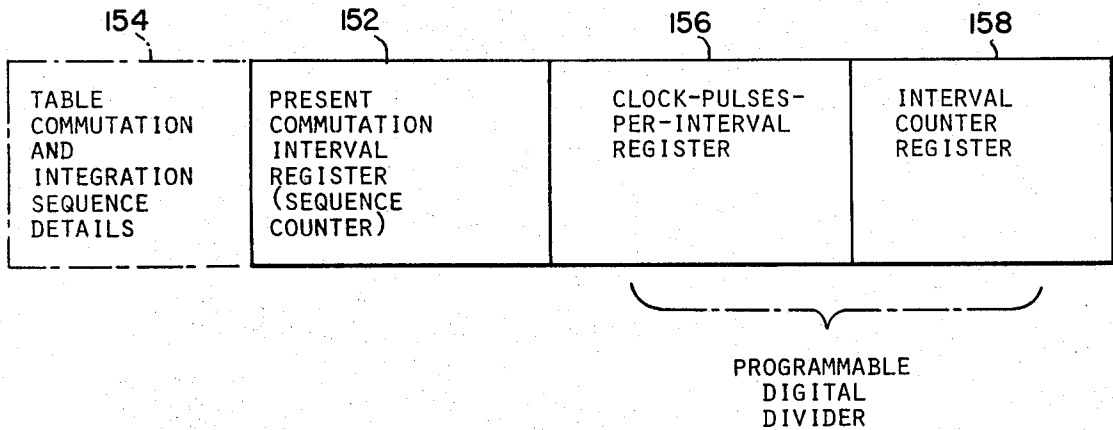 154
152
156
158
TABLE
COMMUTATION
AND
INTEGRATION
SEQUENCE
DETAILS
PRESENT
COMMUTATION
INTERVAL
REGISTER
(SEQUENCE
COUNTER)
CLOCK-PULSES-
PER-INTERVAL
REGISTER
INTERVAL
COUNTER
REGISTER
PROGRAMMABLE
DIGITAL
DIVIDER